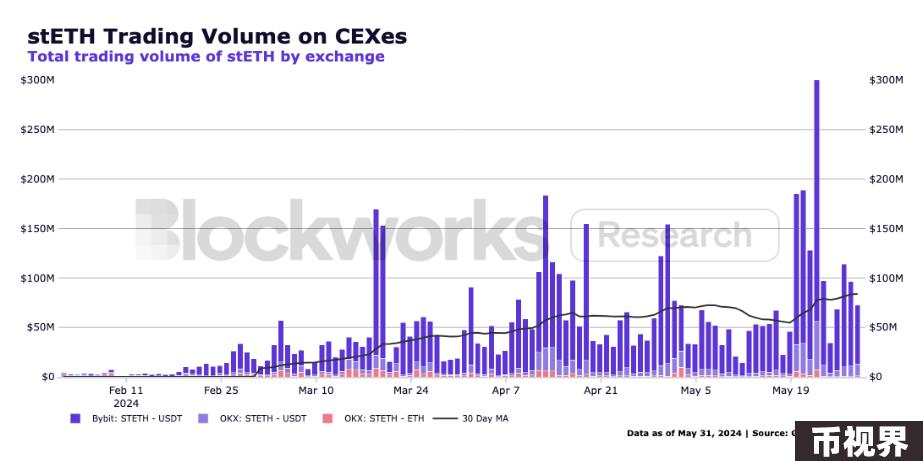 stETH Trading Volume on CEXes
Total trading volume of stETH by exchange
$300M $300M
$250M $250M
$200M $200M
Blockworks Research
$150M $150M
$100M $100M
$50M $50M
$0 $0
Feb 11 Feb 25 Mar 10 Mar 24 Apr 7 Apr 21 May 5 May 19
2024
Bybit: STETH - USDT OKX: STETH - USDT OKX: STETH - ETH 30 Day MA
Data as of May 31, 2024 | Source:
币视界